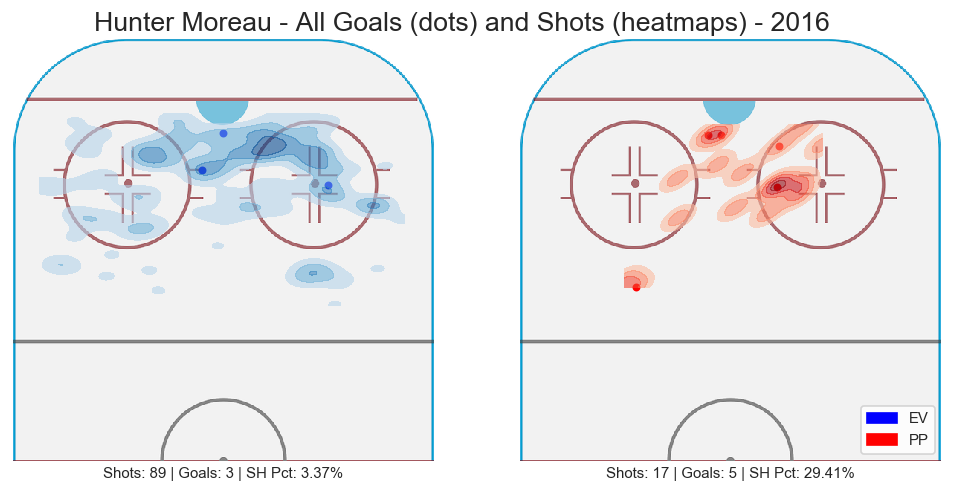 Hunter Moreau - All Goals (dots) and Shots (heatmaps) - 2016
EV
PP
Shots: 89 | Goals: 3 | SH Pct: 3.37%
Shots: 17 | Goals: 5 | SH Pct: 29.41%